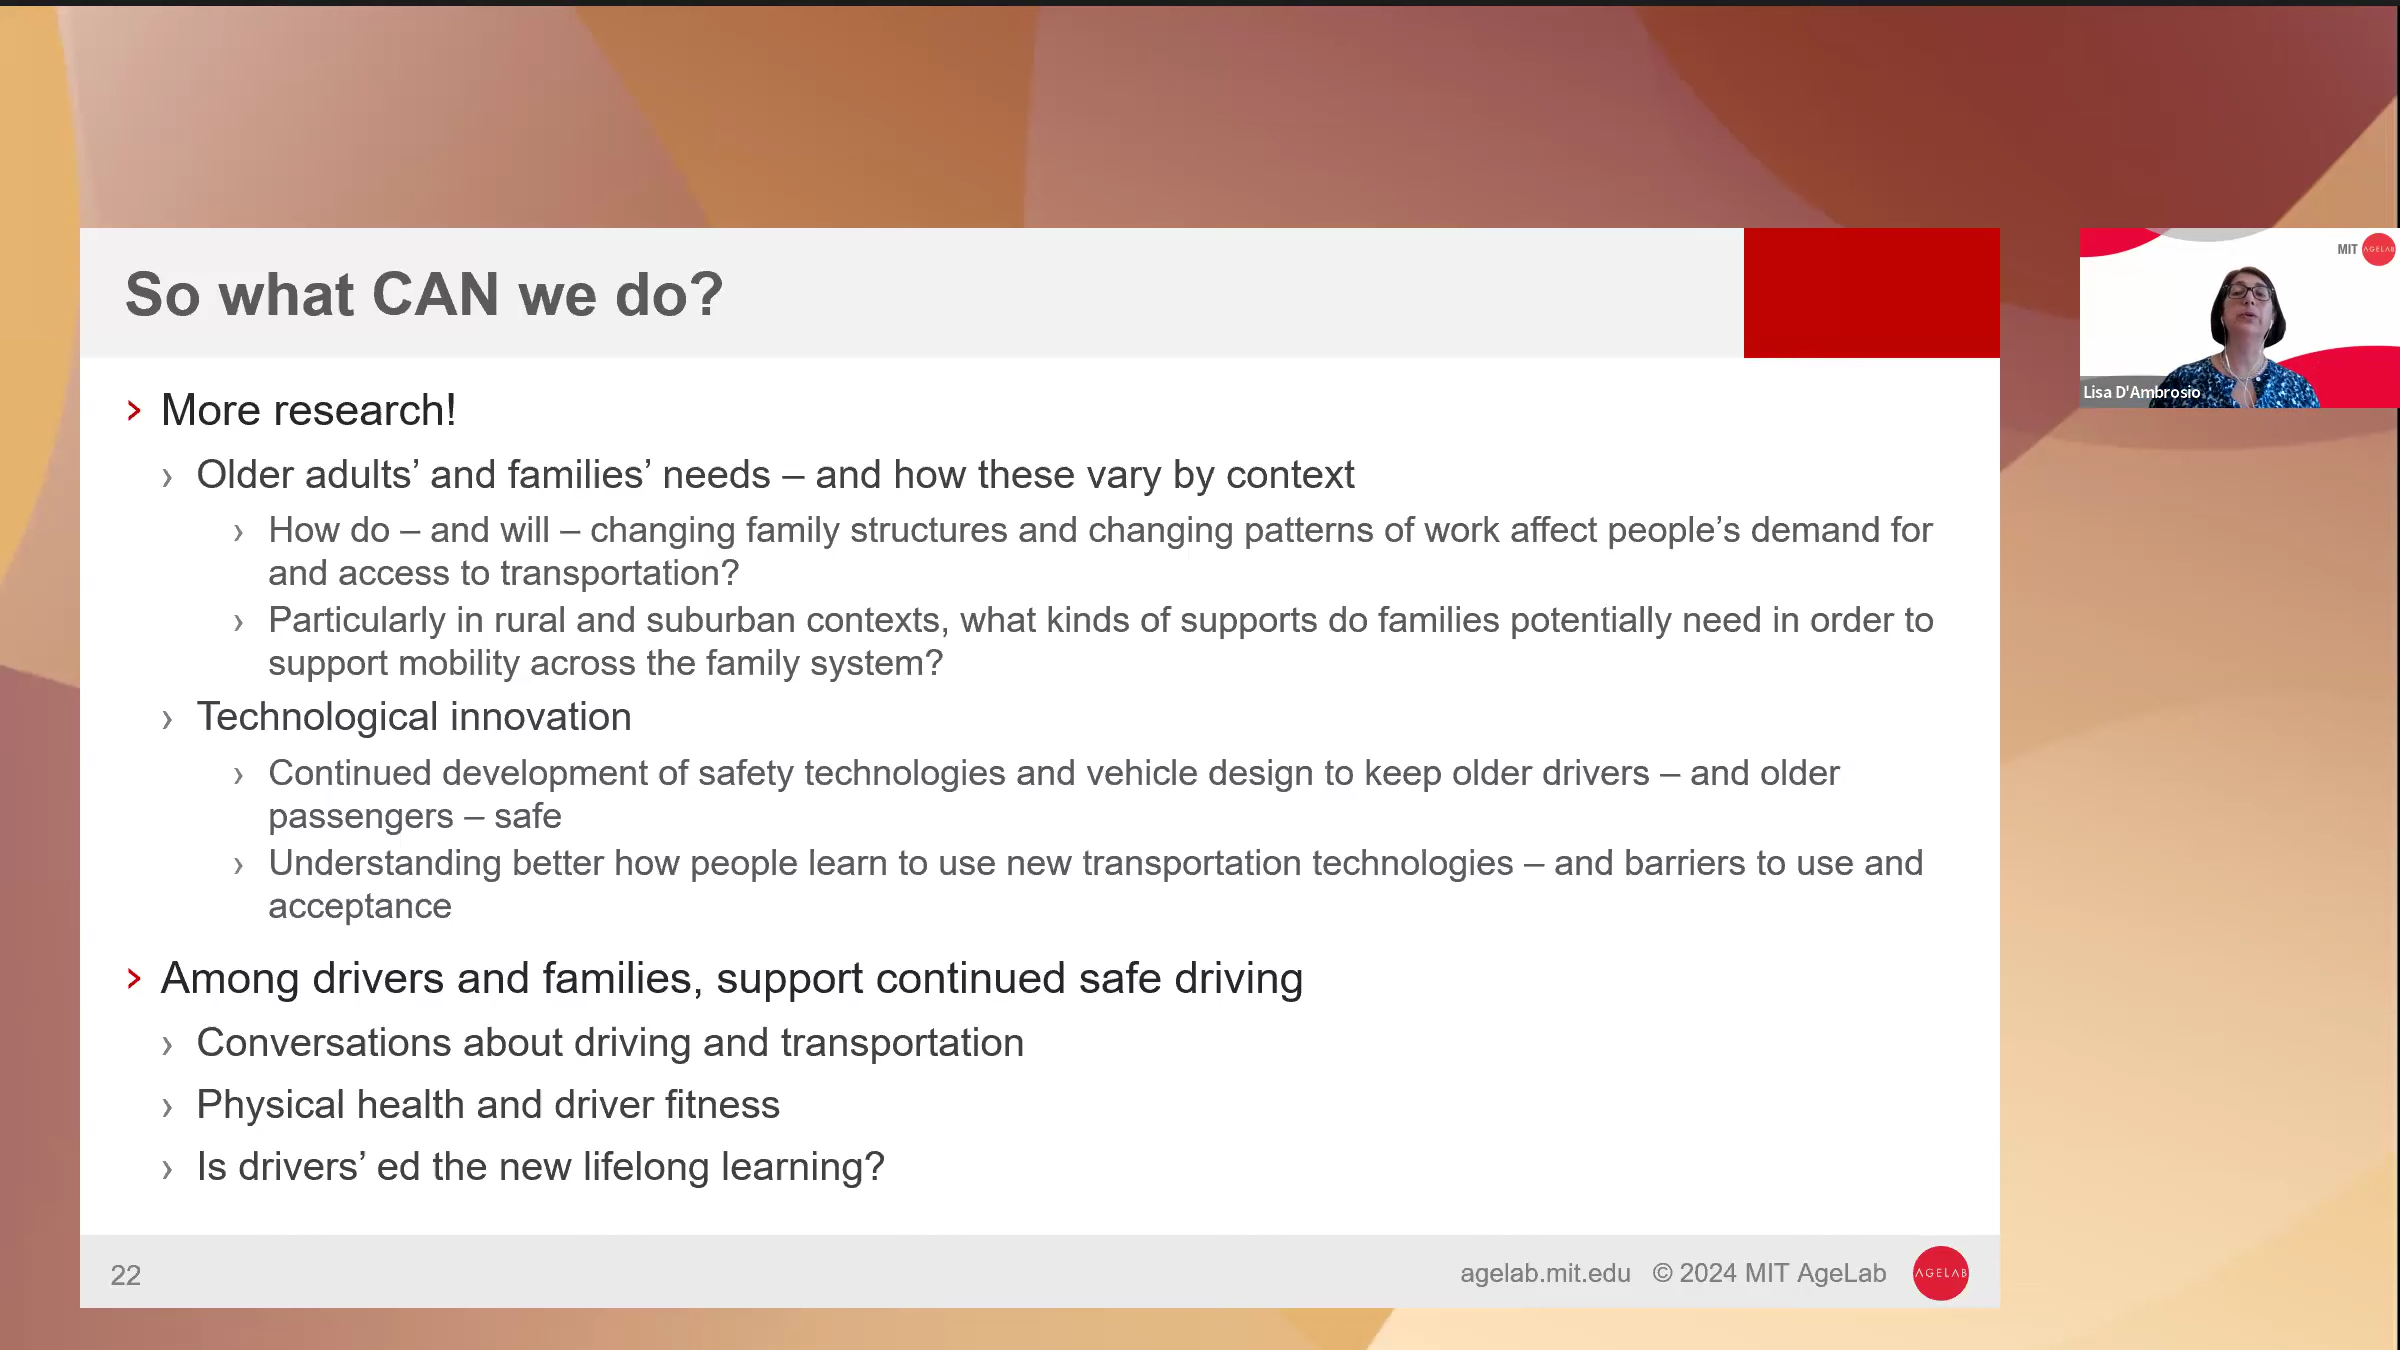 So what CAN we do?
› More research!
› Older adults’ and families’ needs – and how these vary by context
› How do – and will – changing family structures and changing patterns of work affect people’s demand for
and access to transportation?
› Particularly in rural and suburban contexts, what kinds of supports do families potentially need in order to
support mobility across the family system?
› Technological innovation
› Continued development of safety technologies and vehicle design to keep older drivers – and older
passengers – safe
› Understanding better how people learn to use new transportation technologies – and barriers to use and
acceptance
› Among drivers and families, support continued safe driving
› Conversations about driving and transportation
› Physical health and driver fitness
› Is drivers’ ed the new lifelong learning?
22
agelab.mit.edu © 2024 MIT AgeLab AGELAB
MIT AGELAB
Lisa D'Ambrosio